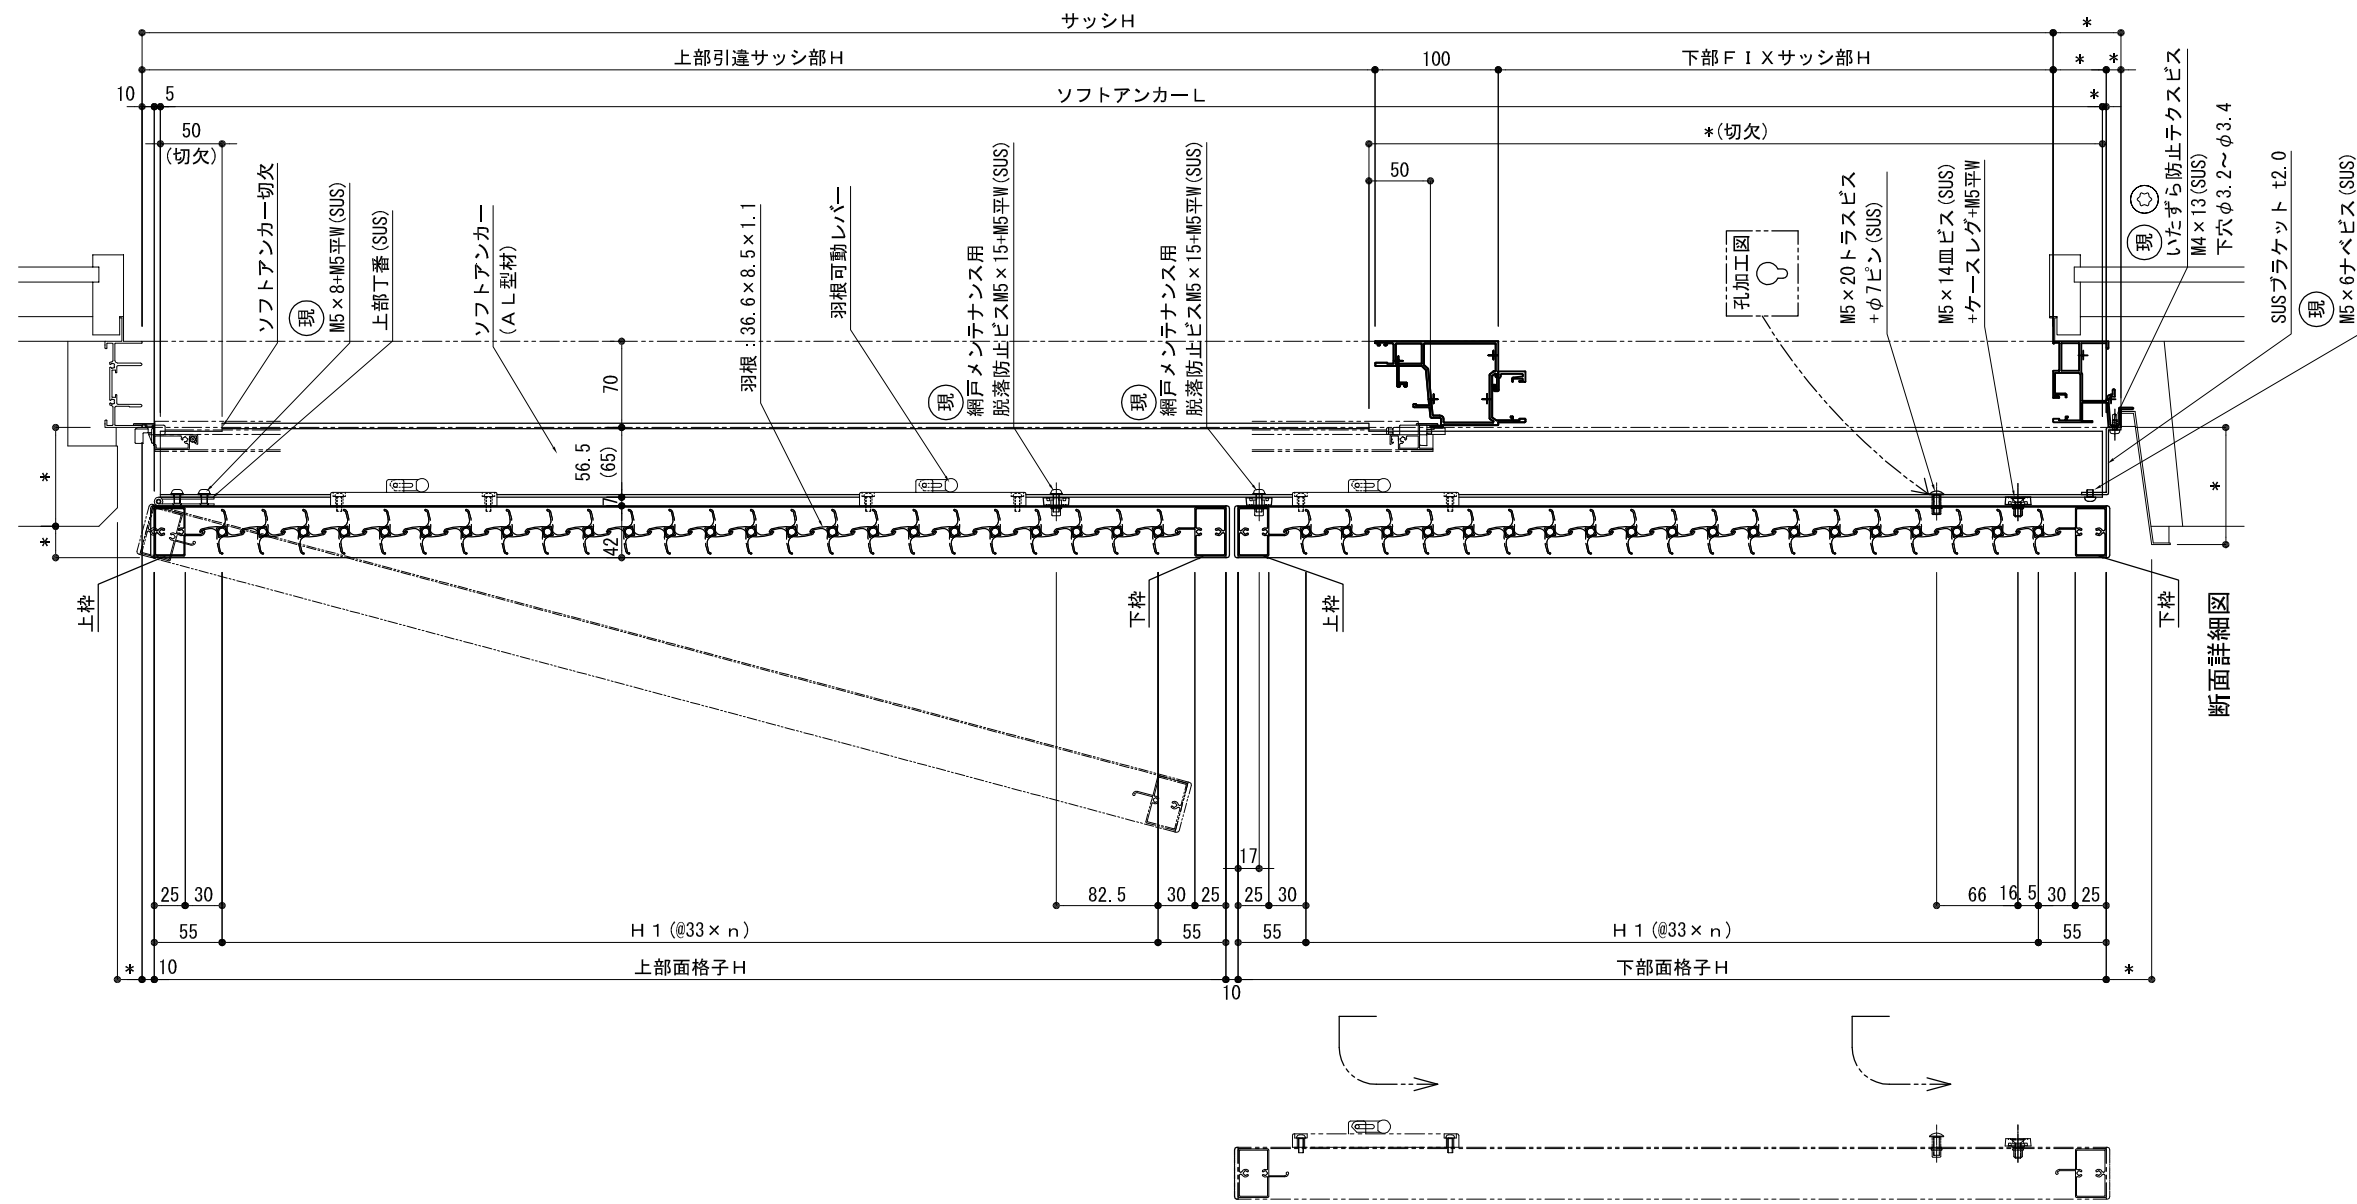 サッシH
*
上部引違サッシ部H
100
下部FIXサッシ部H
*
*
10
5
ソフトアンカーL
*
50
(切欠)
*(切欠)
50
ソフトアンカー切欠
現
M5×8+M5平W(SUS)
上部丁番(SUS)
ソフトアンカー
(AL型材)
羽根:36.6×8.5×1.1
羽根可動レバー
現
網戸メンテナンス用
脱落防止ビスM5×15+M5平W(SUS)
現
網戸メンテナンス用
脱落防止ビスM5×15+M5平W(SUS)
孔加工図
M5×20トラスビス
+φ7ピン(SUS)
M5×14皿ビス(SUS)
+ケースレグ+M5平W
現
いたずら防止テクスビス
M4×13(SUS)
下穴φ3.2～φ3.4
SUSブラケット t2.0
現
M5×6ナベビス(SUS)
70
56.5
(65)
7
42
*
*
*
上枠
下枠
上枠
下枠
断面詳細図
17
25
30
82.5
30
25
25
30
66
16.5
30
25
55
H1(@33×n)
55
55
H1(@33×n)
55
*
10
上部面格子H
10
下部面格子H
*